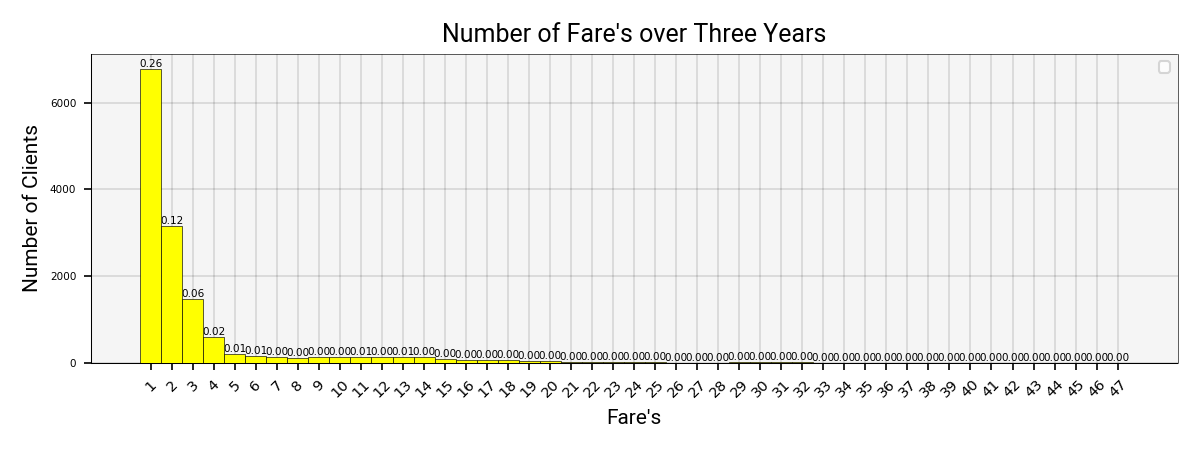 Number of Fare's over Three Years
Number of Clients
0.26
6000
4000
0.12
2000
0.06
0.02
0.01 0.01 0.00 0.00 0.00 0.00 0.01 0.00 0.01 0.00 0.00 0.00 0.00 0.00 0.00 0.00 0.00 0.00 0.00 0.00 0.00 0.00 0.00 0.00 0.00 0.00 0.00 0.00 0.00 0.00 0.00 0.00 0.00 0.00 0.00 0.00 0.00 0.00 0.00 0.00 0.00 0.00 0.00
0
1 2 3 4 5 6 7 8 9 10 11 12 13 14 15 16 17 18 19 20 21 22 23 24 25 26 27 28 29 30 31 32 33 34 35 36 37 38 39 40 41 42 43 44 45 46 47
Fare's